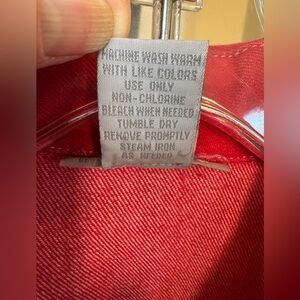 MACHINE WASH WARM
WITH LIKE COLORS
USE ONLY
NON-CHLORINE
BLEACH WHEN NEEDED
TUMBLE DRY
REMOVE PROMPTLY
STEAM IRON
AS NEEDED